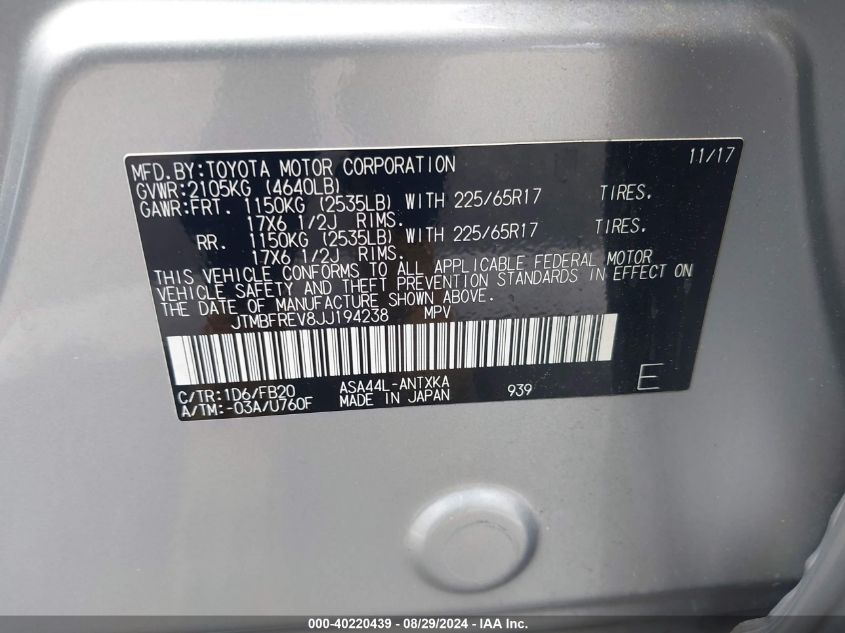 MFD.BY:TOYOTA MOTOR CORPORATION 11/17
GVWR:2105KG (4640LB)
GAWR:FRT. 1150KG (2535LB) WITH 225/65R17 TIRES,
17X6 1/2J RIMS.
RR. 1150KG (2535LB) WITH 225/65R17 TIRES,
17X6 1/2J RIMS.
THIS VEHICLE CONFORMS TO ALL APPLICABLE FEDERAL MOTOR
VEHICLE SAFETY AND THEFT PREVENTION STANDARDS IN EFFECT ON
THE DATE OF MANUFACTURE SHOWN ABOVE.
JTMBFREV8JJ194238 MPV
C/TR:1D6/FB20 ASA44L-ANTXKA
A/TM:-03A/U760F MADE IN JAPAN 939 E
000-40220439 - 08/29/2024 - IAA Inc.